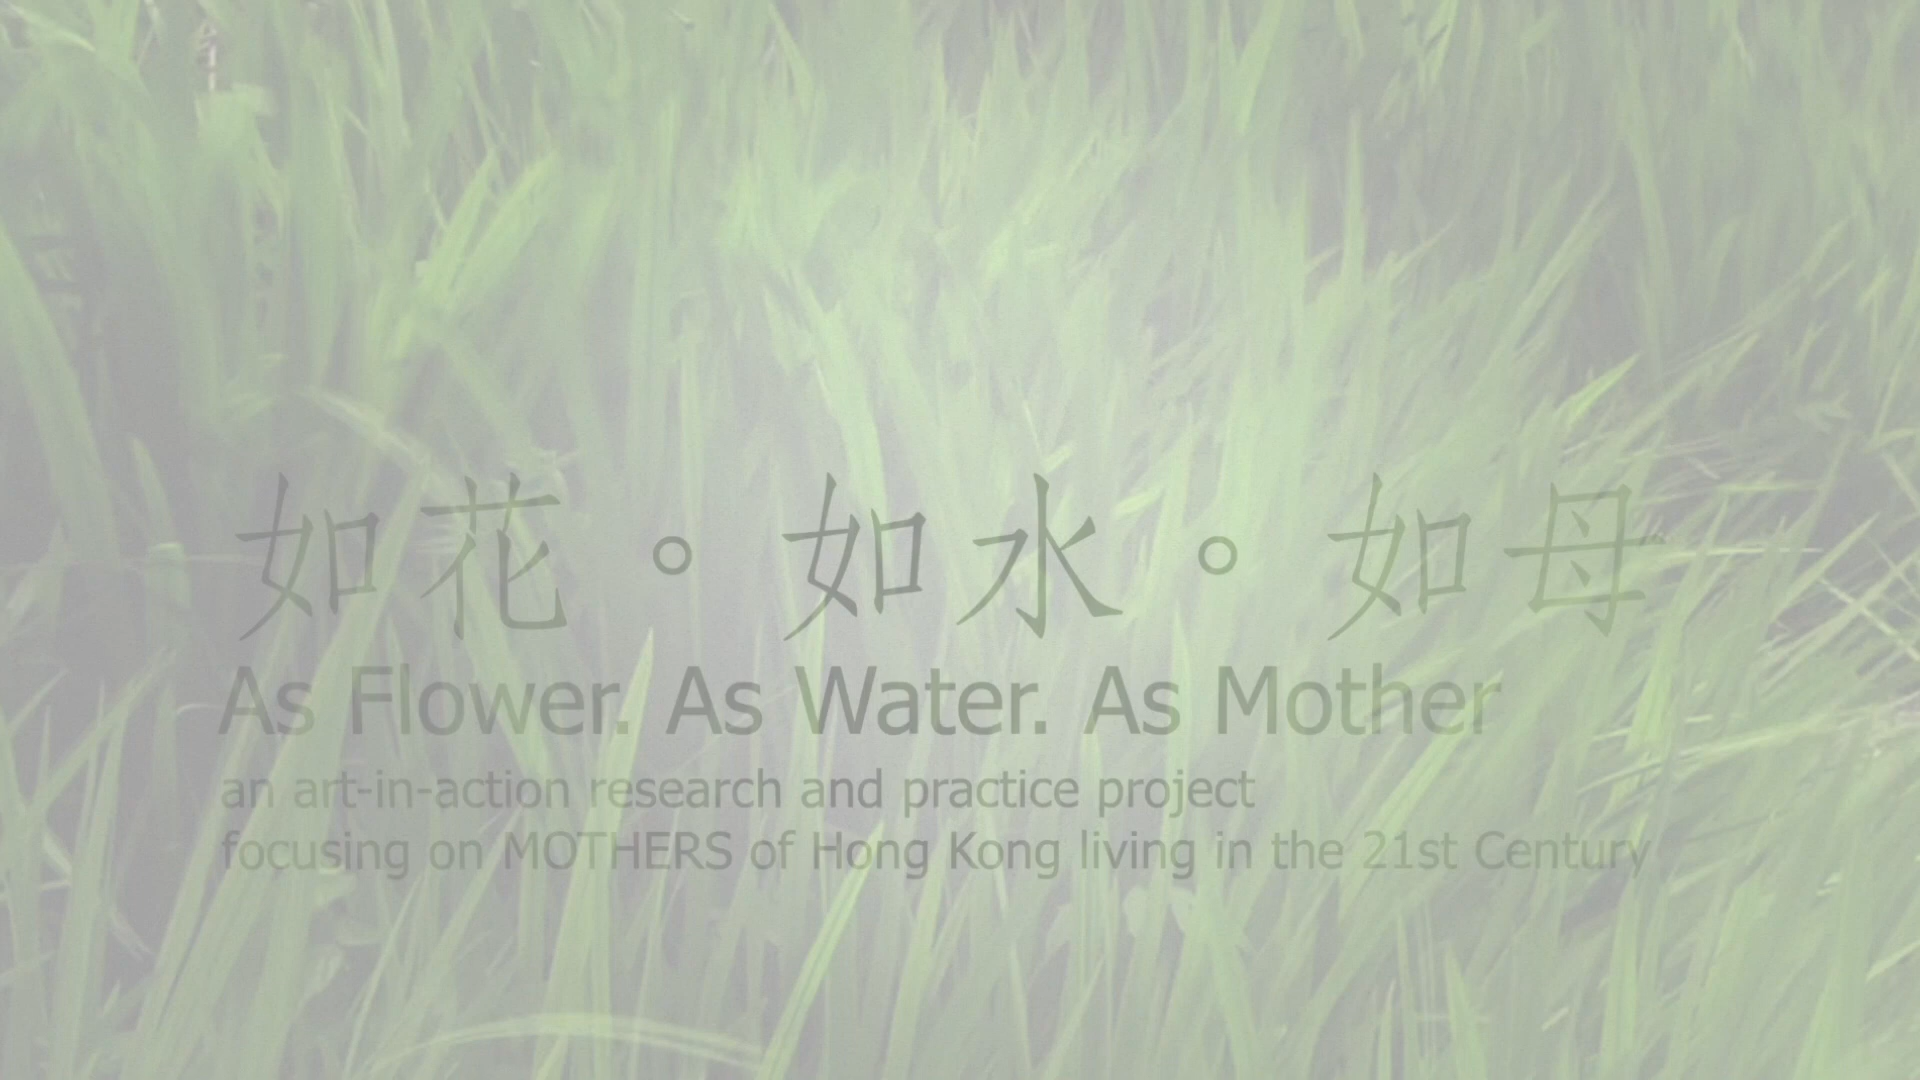 如花。如水。如母
As Flower. As Water. As Mother
an art-in-action research and practice project
focusing on MOTHERS of Hong Kong living in the 21st Century